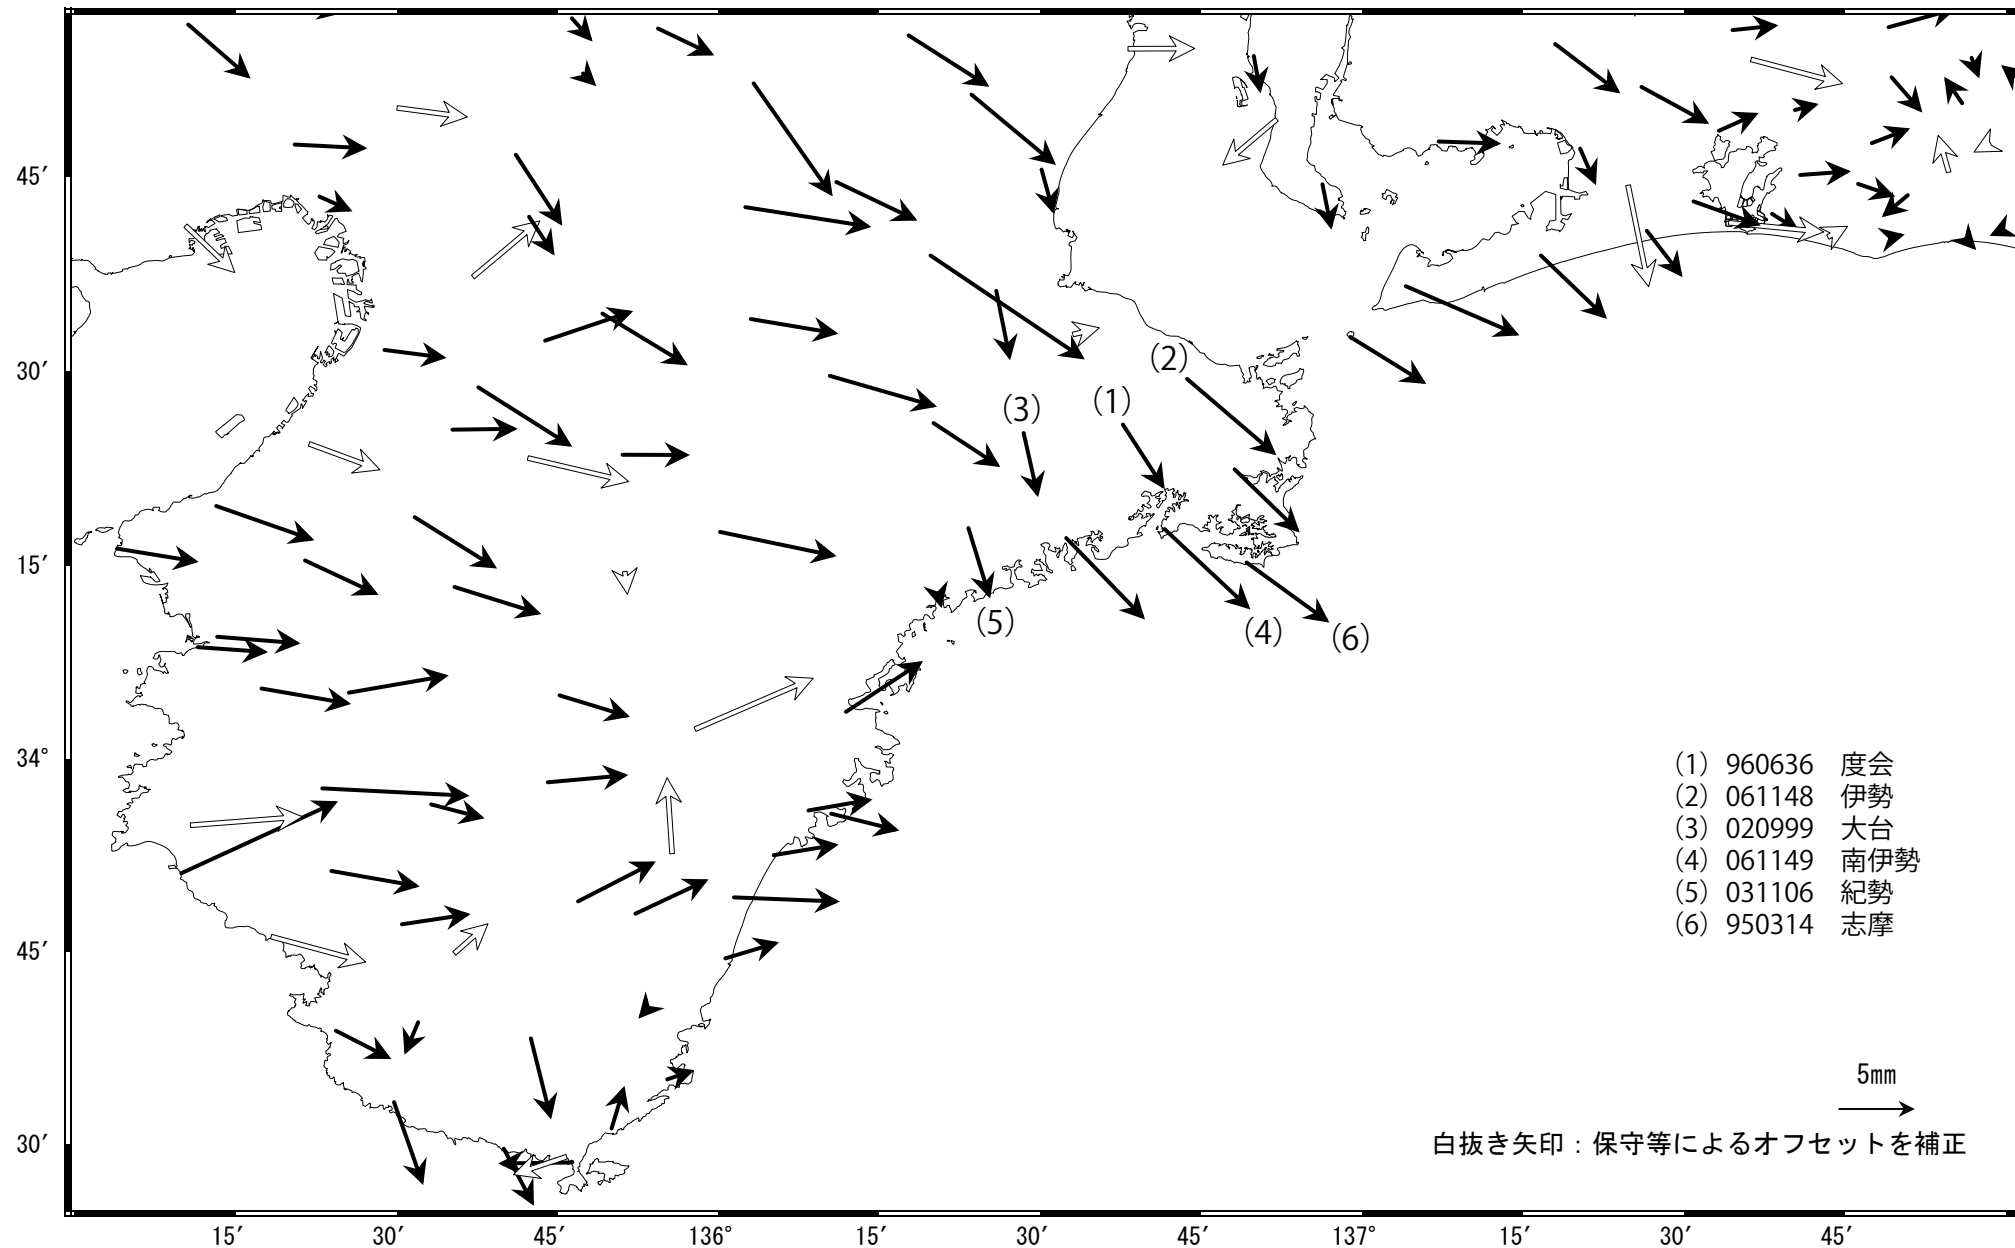 45′
30′
15′
34°
45′
30′
(2)
(1)
(3)
(5)
(4)
(6)
(1) 960636 度会
(2) 061148 伊勢
(3) 020999 大台
(4) 061149 南伊勢
(5) 031106 紀勢
(6) 950314 志摩
5mm
白抜き矢印：保守等によるオフセットを補正
15′ 30′ 45′ 136° 15′ 30′ 45′ 137° 15′ 30′ 45′